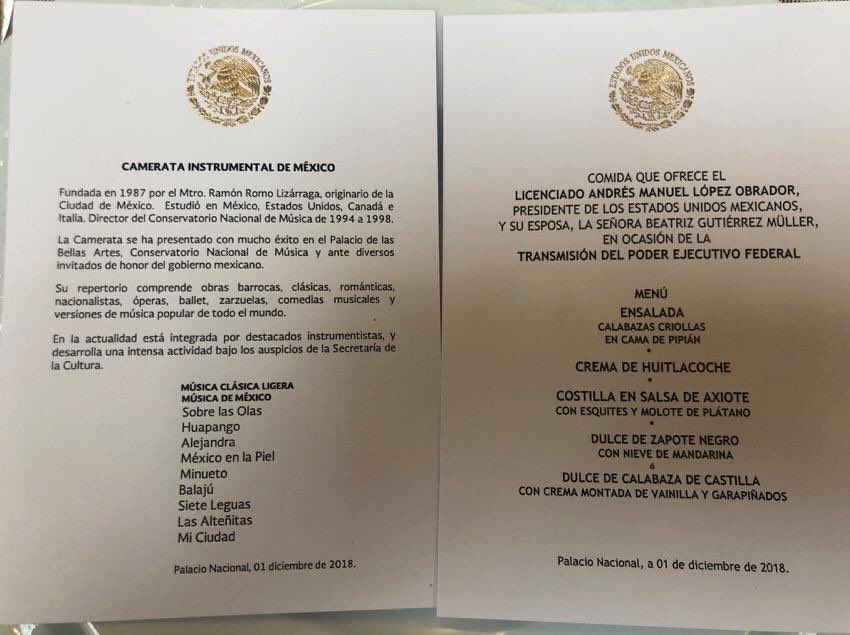 ESTADOS UNIDOS MEXICANOS
CAMERATA INSTRUMENTAL DE MÉXICO
Fundada en 1987 por el Mtro. Ramón Romo Lizárraga, originario de la
Ciudad de México. Estudió en México, Estados Unidos, Canadá e
Italia. Director del Conservatorio Nacional de Música de 1994 a 1998.
La Camerata se ha presentado con mucho éxito en el Palacio de las
Bellas Artes, Conservatorio Nacional de Música y ante diversos
invitados de honor del gobierno mexicano.
Su repertorio comprende obras barrocas, clásicas, románticas,
nacionalistas, óperas, ballet, zarzuelas, comedias musicales y
versiones de música popular de todo el mundo.
En la actualidad está integrada por destacados instrumentistas, y
desarrolla una intensa actividad bajo los auspicios de la Secretaría de
la Cultura.
MÚSICA CLÁSICA LIGERA
MÚSICA DE MÉXICO
Sobre las Olas
Huapango
Alejandra
México en la Piel
Minueto
Balajú
Siete Leguas
Las Alteñitas
Mi Ciudad
Palacio Nacional, 01 diciembre de 2018.
ESTADOS UNIDOS MEXICANOS
COMIDA QUE OFRECE EL
LICENCIADO ANDRÉS MANUEL LÓPEZ OBRADOR,
PRESIDENTE DE LOS ESTADOS UNIDOS MEXICANOS,
Y SU ESPOSA, LA SEÑORA BEATRIZ GUTIÉRREZ MÜLLER,
EN OCASIÓN DE LA
TRANSMISIÓN DEL PODER EJECUTIVO FEDERAL
MENÚ
ENSALADA
CALABAZAS CRIOLLAS
EN CAMA DE PIPIÁN
*
CREMA DE HUITLACOCHE
*
COSTILLA EN SALSA DE AXIOTE
CON ESQUITES Y MOLOTE DE PLÁTANO
*
DULCE DE ZAPOTE NEGRO
CON NIEVE DE MANDARINA
ó
DULCE DE CALABAZA DE CASTILLA
CON CREMA MONTADA DE VAINILLA Y GARAPIÑADOS
Palacio Nacional, a 01 de diciembre de 2018.